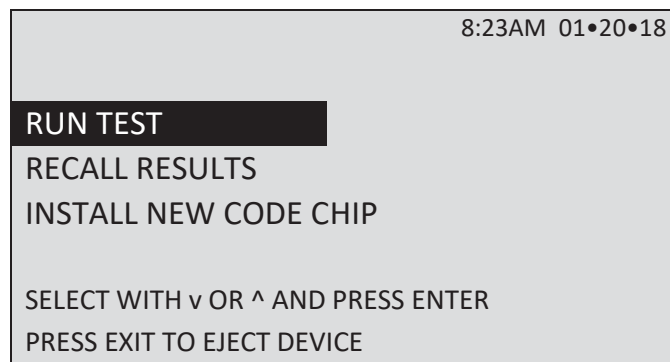 8:23AM 01•20•18
RUN TEST
RECALL RESULTS
INSTALL NEW CODE CHIP
SELECT WITH v OR ^ AND PRESS ENTER
PRESS EXIT TO EJECT DEVICE